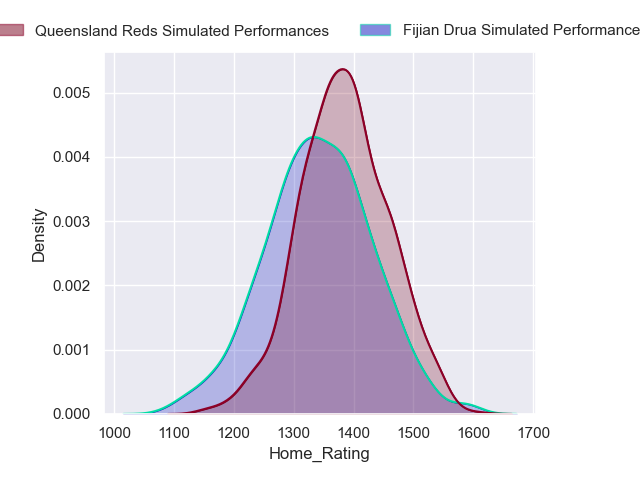 Queensland Reds Simulated Performances
Fijian Drua Simulated Performance
0.005
0.004
0.003
0.002
0.001
0.000
Density
1000 1100 1200 1300 1400 1500 1600 1700
Home_Rating